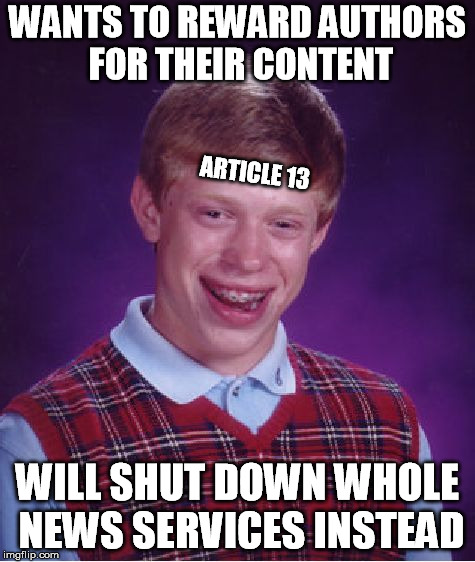 WANTS TO REWARD AUTHORS
FOR THEIR CONTENT
ARTICLE 13
WILL SHUT DOWN WHOLE
NEWS SERVICES INSTEAD
imgflip.com